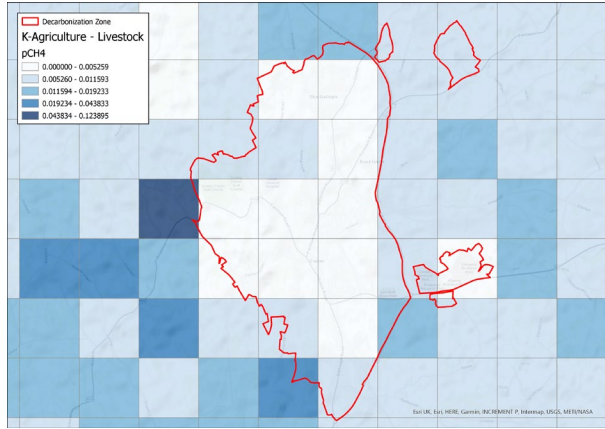 Decarbonization Zone
K-Agriculture - Livestock
pCH4
0.000000 - 0.005259
0.005260 - 0.011593
0.011594 - 0.019233
0.019234 - 0.043833
0.043834 - 0.123895
Esri UK, Esri, HERE, Garmin, INCREMENT P, Intermap, USGS, METI/NASA